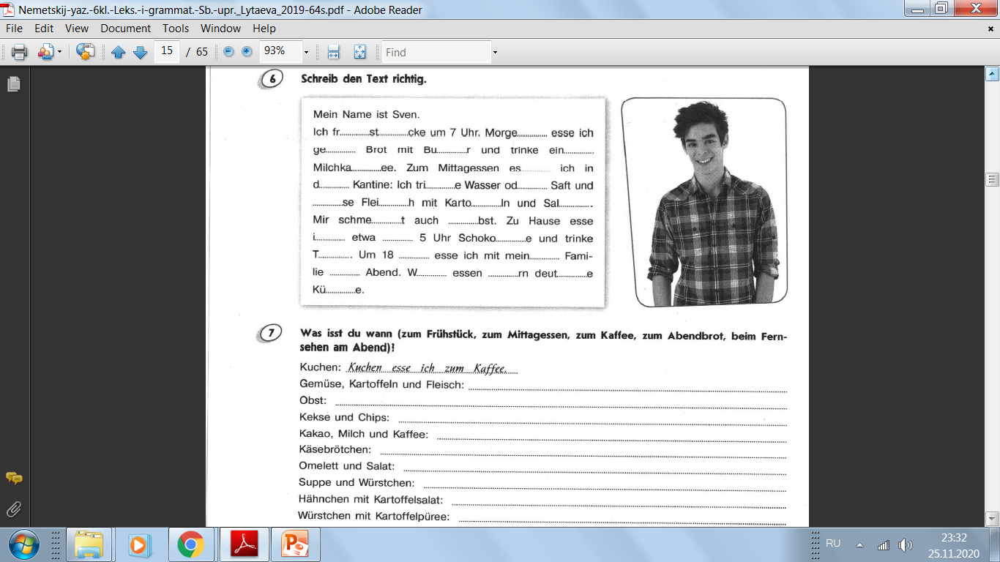 Nemetskij-yaz.-6kl.-Leks.-i-grammat.-Sb.-upr._Lytaeva_2019-64s.pdf - Adobe Reader
File Edit View Document Tools Window Help
15 / 65 93% Find
6 Schreib den Text richtig.
Mein Name ist Sven.
Ich fr............st............cke um 7 Uhr. Morge............ esse ich
ge............ Brot mit Bu............r und trinke ein............
Milchka............ee. Zum Mittagessen es............ ich in
d............ Kantine: Ich tri............e Wasser od............ Saft und
............se Flei............h mit Karto............ln und Sal............ .
Mir schme............t auch ............bst. Zu Hause esse
i............ etwa ............ 5 Uhr Schoko............e und trinke
T............ . Um 18 ............ esse ich mit mein............ Fami-
lie ............ Abend. W............ essen ............rn deut............e
Kü............e.
7 Was isst du wann (zum Frühstück, zum Mittagessen, zum Kaffee, zum Abendbrot, beim Fern-
sehen am Abend)?
Kuchen: Kuchen esse ich zum Kaffee.
Gemüse, Kartoffeln und Fleisch:
Obst:
Kekse und Chips:
Kakao, Milch und Kaffee:
Käsebrötchen:
Omelett und Salat:
Suppe und Würstchen:
Hähnchen mit Kartoffelsalat:
Würstchen mit Kartoffelpüree:
RU
23:32
25.11.2020